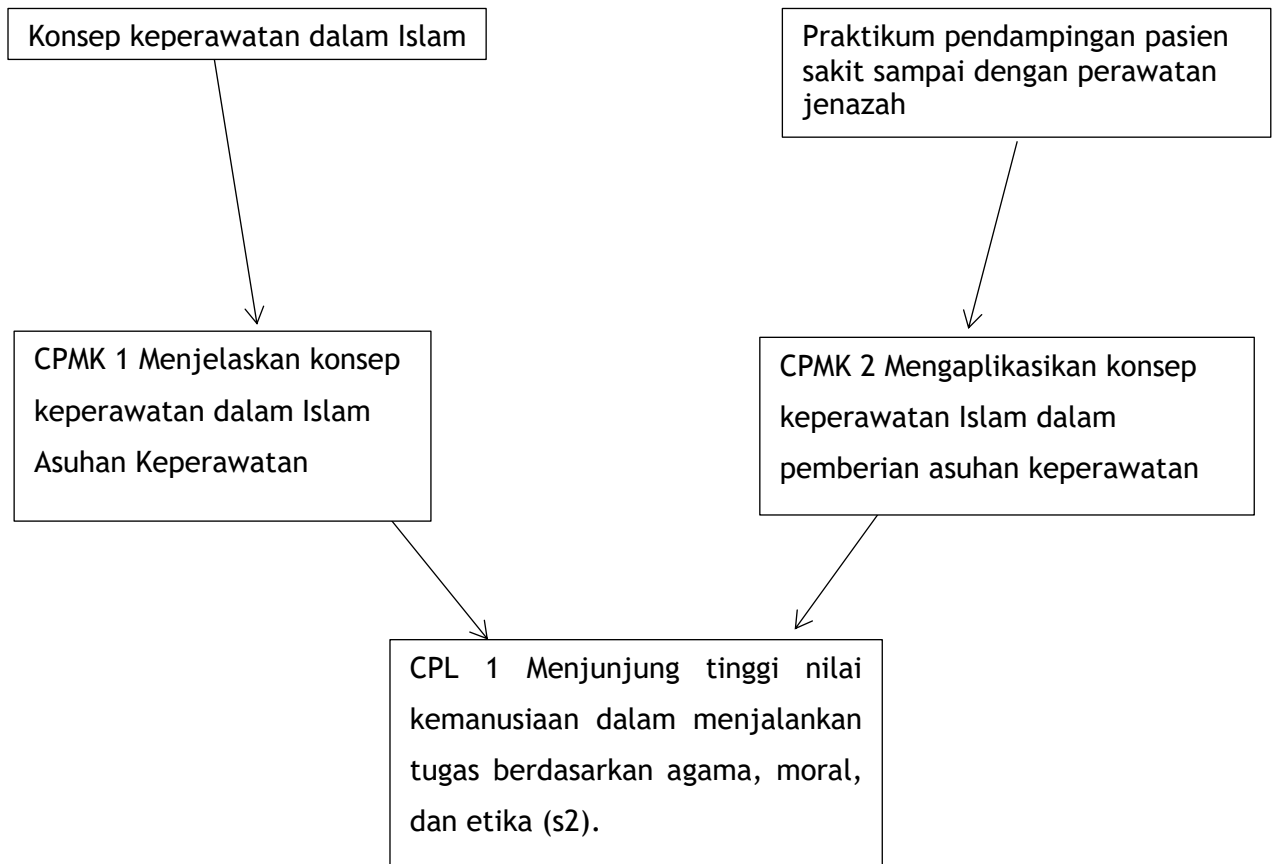 Konsep keperawatan dalam Islam
Praktikum pendampingan pasien
sakit sampai dengan perawatan
jenazah
CPMK 1 Menjelaskan konsep
keperawatan dalam Islam
Asuhan Keperawatan
CPMK 2 Mengaplikasikan konsep
keperawatan Islam dalam
pemberian asuhan keperawatan
CPL 1 Menjunjung tinggi nilai
kemanusiaan dalam menjalankan
tugas berdasarkan agama, moral,
dan etika (s2).